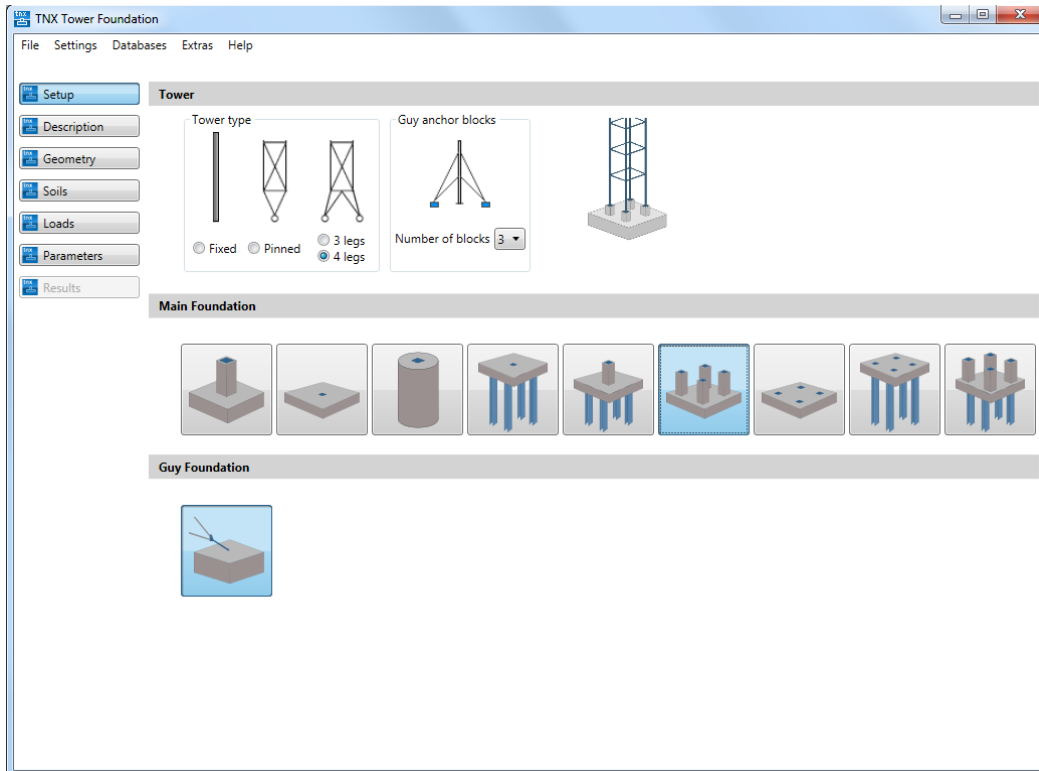 TNX Tower Foundation
File Settings Databases Extras Help
Setup
Description
Geometry
Soils
Loads
Parameters
Results
Tower
Tower type
Fixed
Pinned
3 legs
4 legs
Guy anchor blocks
Number of blocks 3
Main Foundation
Guy Foundation